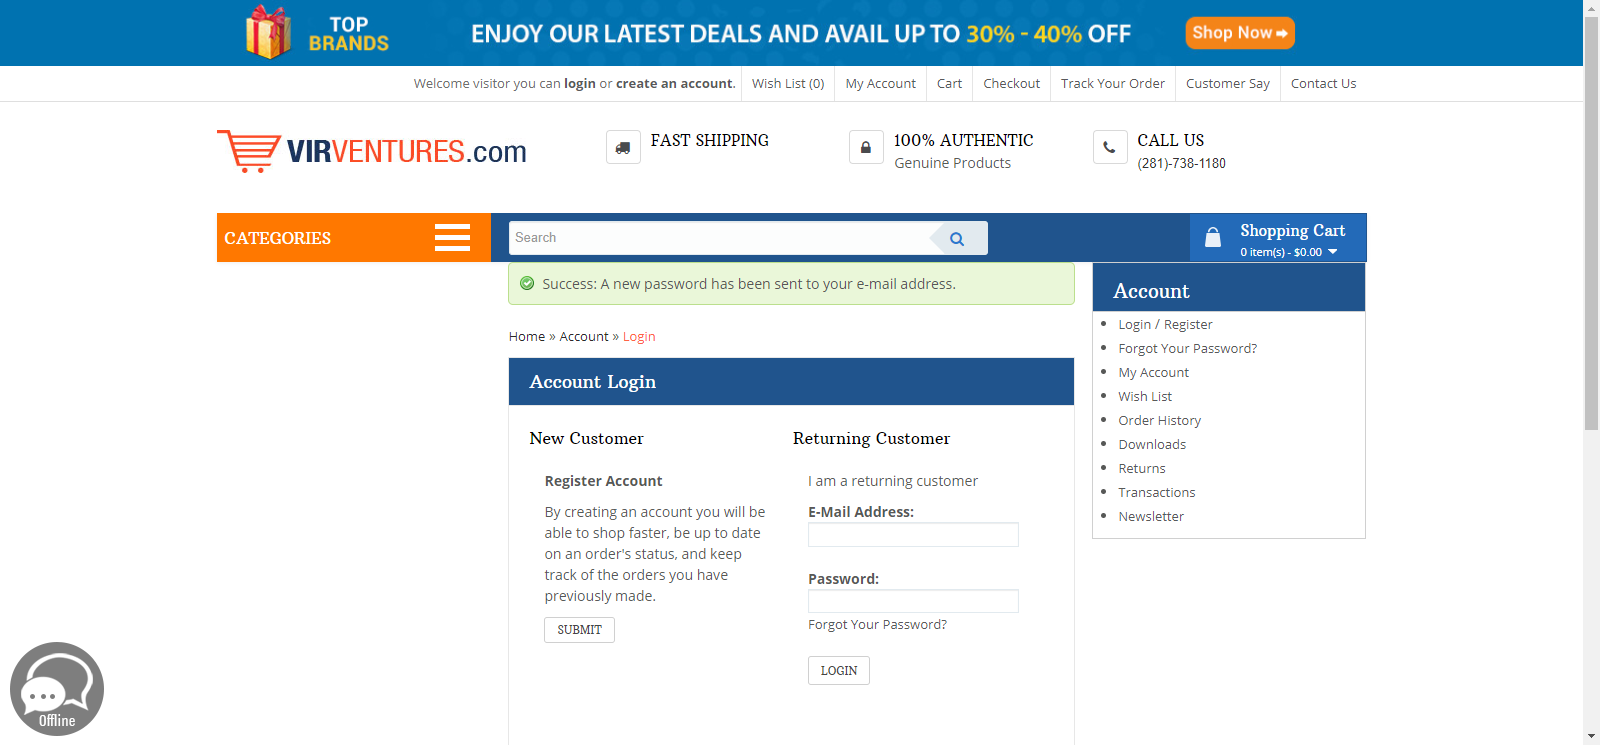 TOP
BRANDS
ENJOY OUR LATEST DEALS AND AVAIL UP TO 30% - 40% OFF
Shop Now
Welcome visitor you can login or create an account.
Wish List (0)
My Account
Cart
Checkout
Track Your Order
Customer Say
Contact Us
VIRVENTURES.com
FAST SHIPPING
100% AUTHENTIC
Genuine Products
CALL US
(281)-738-1180
CATEGORIES
Search
Shopping Cart
0 item(s) - $0.00
Success: A new password has been sent to your e-mail address.
Home » Account » Login
Account Login
New Customer
Register Account
By creating an account you will be
able to shop faster, be up to date
on an order's status, and keep
track of the orders you have
previously made.
SUBMIT
Returning Customer
I am a returning customer
E-Mail Address:
Password:
Forgot Your Password?
LOGIN
Account
Login / Register
Forgot Your Password?
My Account
Wish List
Order History
Downloads
Returns
Transactions
Newsletter
Offline